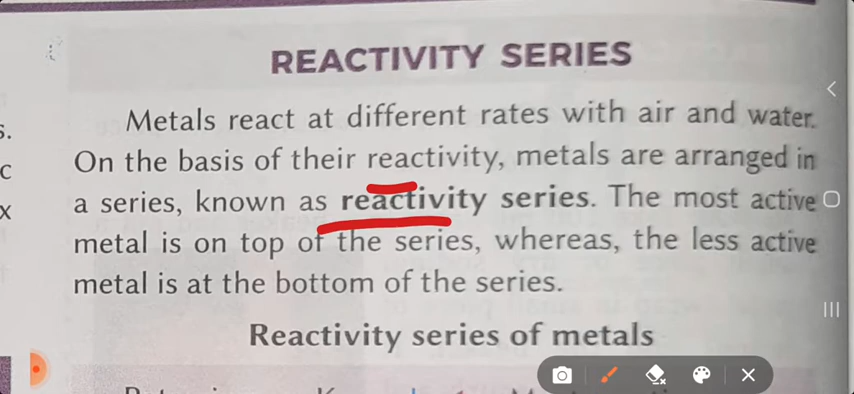 REACTIVITY SERIES
Metals react at different rates with air and water.
s. On the basis of their reactivity, metals are arranged in
c a series, known as reactivity series. The most active
x metal is on top of the series, whereas, the less active
metal is at the bottom of the series.
Reactivity series of metals